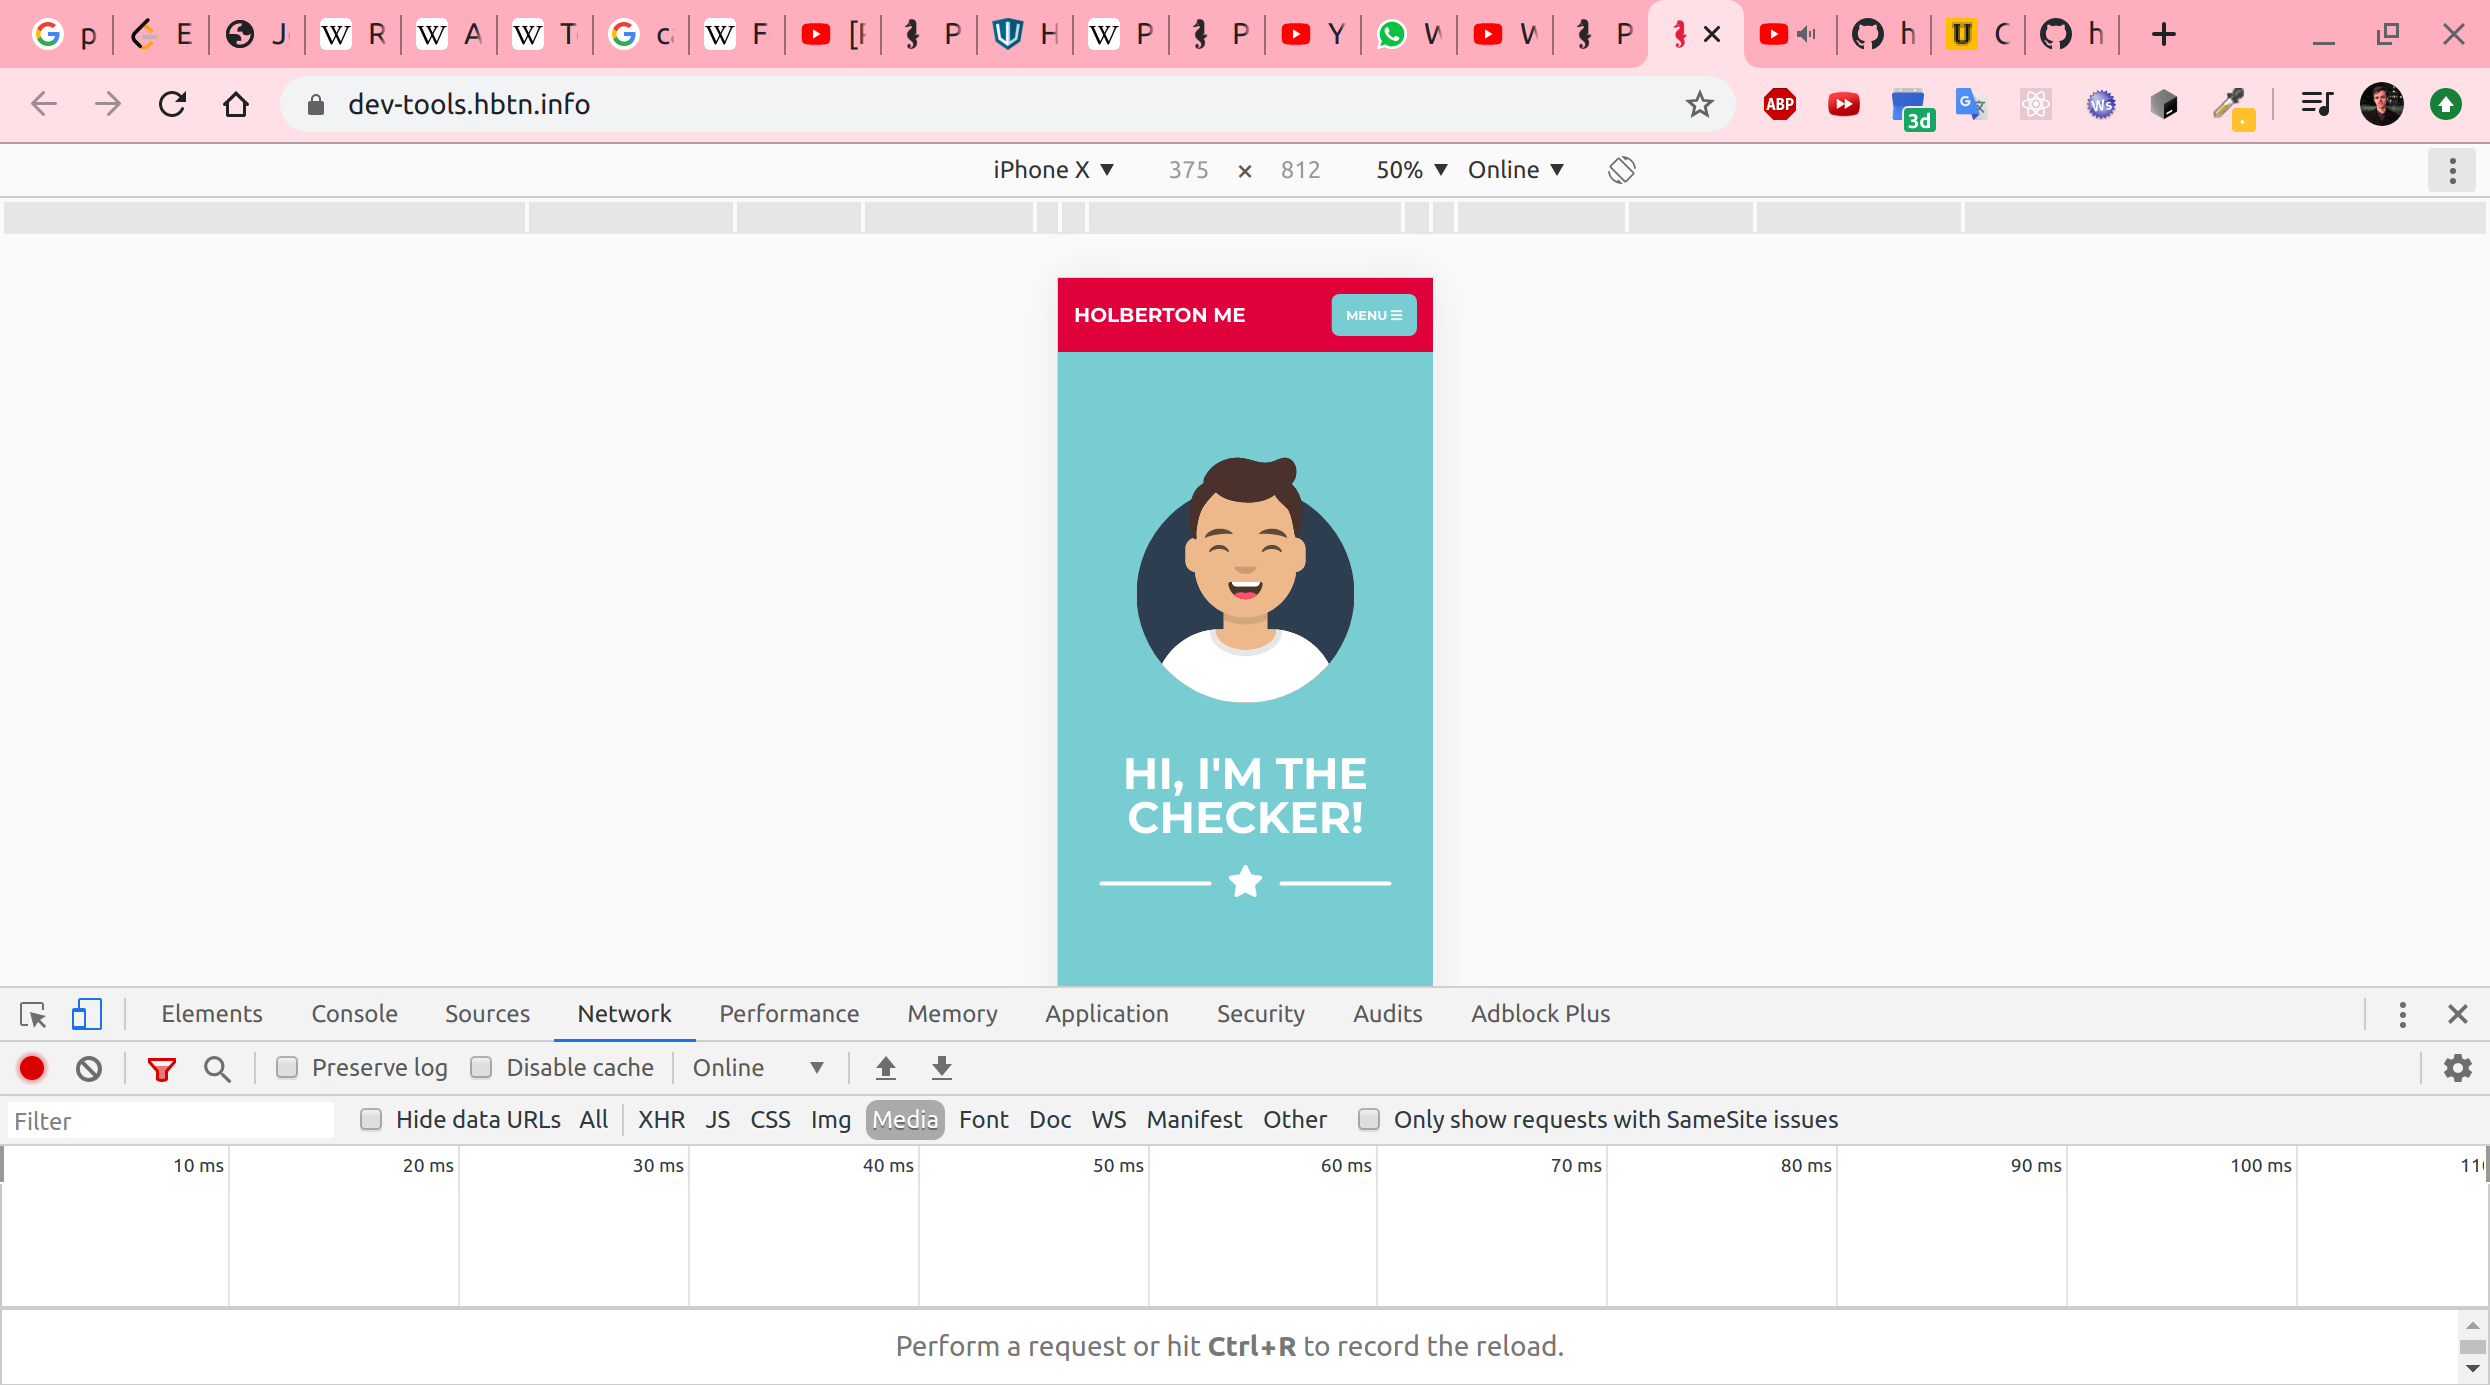 p E J R A T c F [ P H P P Y W W P h C h
dev-tools.hbtn.info
ABP 3d G Ws
iPhone X 375 × 812 50% Online
HOLBERTON ME MENU
HI, I'M THE
CHECKER!
Elements Console Sources Network Performance Memory Application Security Audits Adblock Plus
Preserve log Disable cache Online
Filter Hide data URLs All XHR JS CSS Img Media Font Doc WS Manifest Other Only show requests with SameSite issues
10 ms 20 ms 30 ms 40 ms 50 ms 60 ms 70 ms 80 ms 90 ms 100 ms
Perform a request or hit Ctrl+R to record the reload.